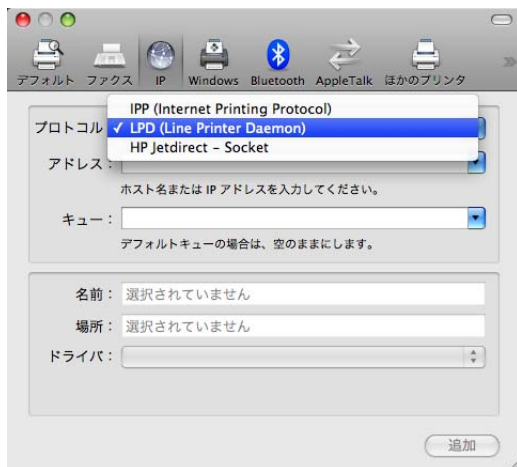 デフォルト ファクス IP Windows Bluetooth AppleTalk ほかのプリンタ
IPP (Internet Printing Protocol)
プロトコル ✓ LPD (Line Printer Daemon)
HP Jetdirect – Socket
アドレス：
ホスト名または IP アドレスを入力してください。
キュー：
デフォルトキューの場合は、空のままにします。
名前： 選択されていません
場所： 選択されていません
ドライバ：
追加